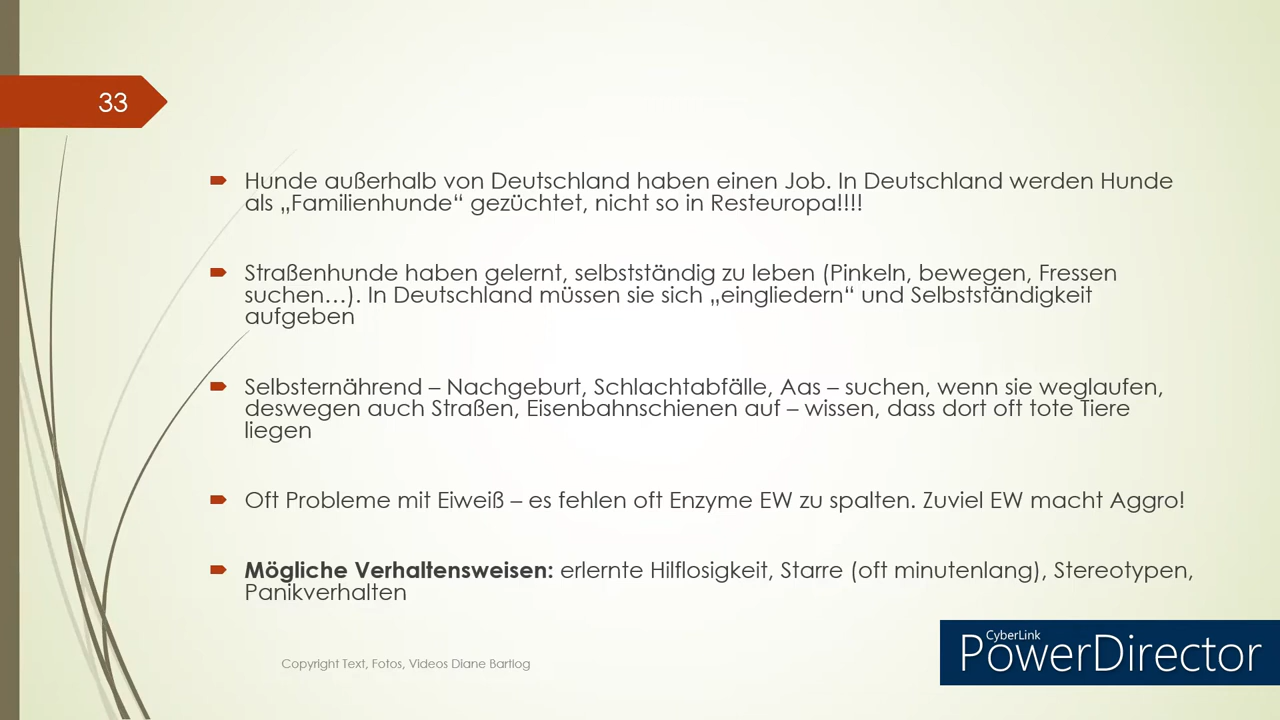 33
Hunde außerhalb von Deutschland haben einen Job. In Deutschland werden Hunde
als „Familienhunde“ gezüchtet, nicht so in Resteuropa!!!!
Straßenhunde haben gelernt, selbstständig zu leben (Pinkeln, bewegen, Fressen
suchen…). In Deutschland müssen sie sich „eingliedern“ und Selbstständigkeit
aufgeben
Selbsternährend – Nachgeburt, Schlachtabfälle, Aas – suchen, wenn sie weglaufen,
deswegen auch Straßen, Eisenbahnschienen auf – wissen, dass dort oft tote Tiere
liegen
Oft Probleme mit Eiweiß – es fehlen oft Enzyme EW zu spalten. Zuviel EW macht Aggro!
Mögliche Verhaltensweisen: erlernte Hilflosigkeit, Starre (oft minutenlang), Stereotypen,
Panikverhalten
Copyright Text, Fotos, Videos Diane Bartlog
CyberLink
PowerDirector